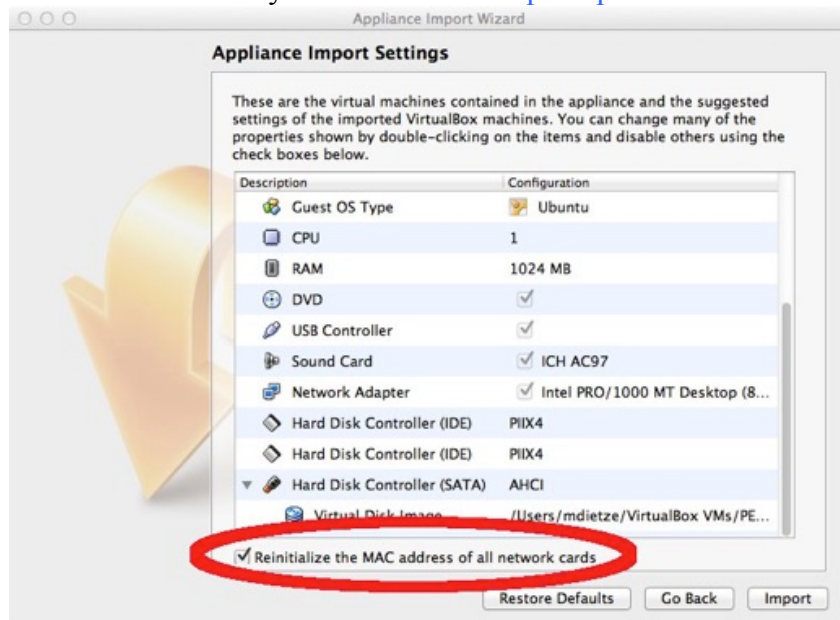 Appliance Import Wizard
Appliance Import Settings
These are the virtual machines contained in the appliance and the suggested
settings of the imported VirtualBox machines. You can change many of the
properties shown by double-clicking on the items and disable others using the
check boxes below.
Description Configuration
Guest OS Type Ubuntu
CPU 1
RAM 1024 MB
DVD
USB Controller
Sound Card ICH AC97
Network Adapter Intel PRO/1000 MT Desktop (8...
Hard Disk Controller (IDE) PIIX4
Hard Disk Controller (IDE) PIIX4
Hard Disk Controller (SATA) AHCI
Virtual Disk Image /Users/mdietze/VirtualBox VMs/PE...
Reinitialize the MAC address of all network cards
Restore Defaults Go Back Import